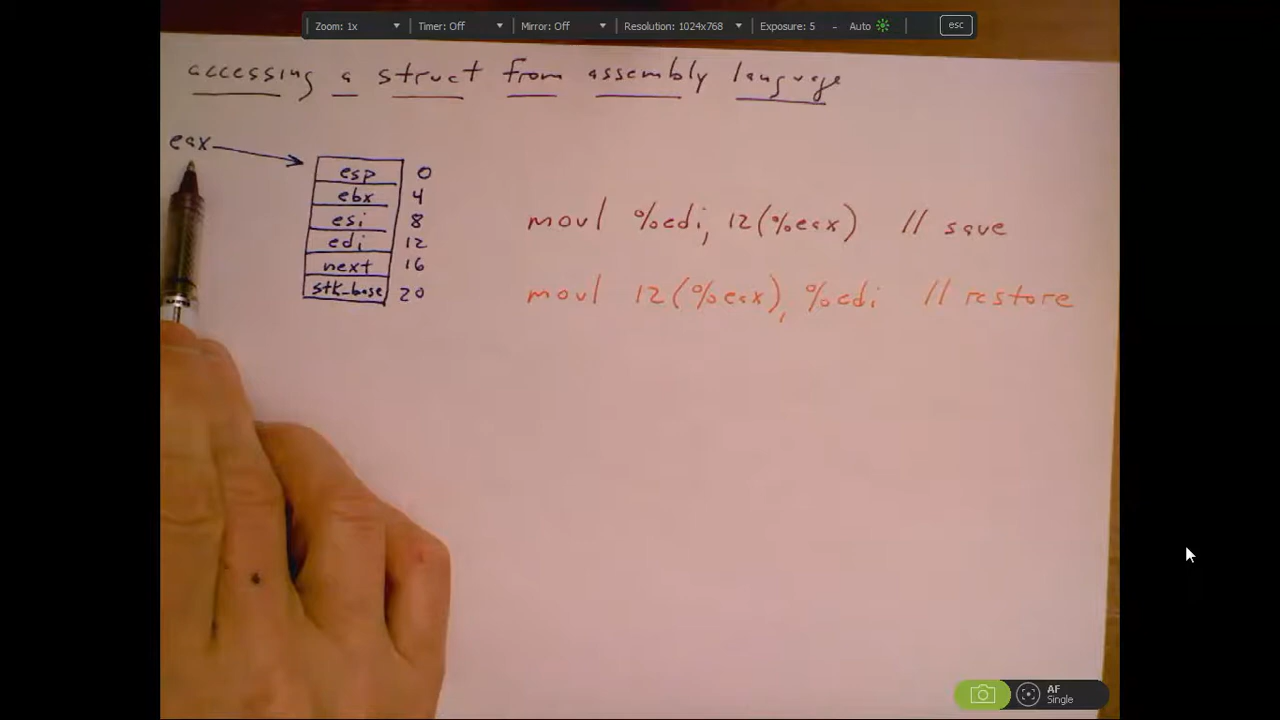 Zoom: 1x Timer: Off Mirror: Off Resolution: 1024x768 Exposure: 5 - Auto esc
accessing a struct from assembly language
eax
esp 0
ebx 4
esi 8
edi 12
next 16
stk_base 20
movl %edi, 12(%eax) // save
movl 12(%eax), %edi // restore
AF
Single